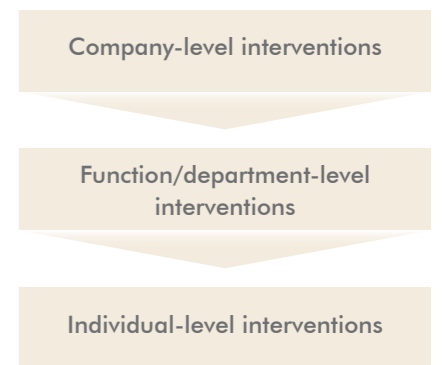 Company-level interventions
Function/department-level
interventions
Individual-level interventions